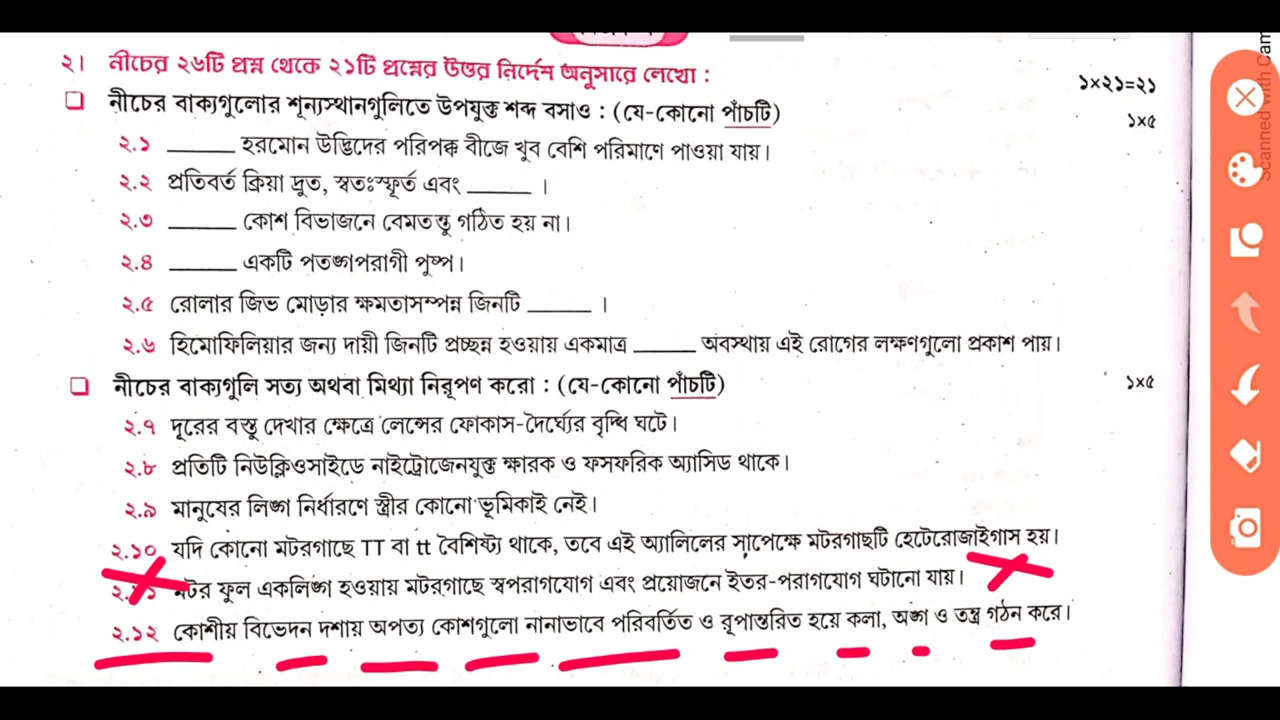 ২। নীচের ২৬টি প্রশ্ন থেকে ২১টি প্রশ্নের উত্তর নির্দেশ অনুসারে লেখো : ১×২১=২১
❑ নীচের বাক্যগুলোর শূন্যস্থানগুলিতে উপযুক্ত শব্দ বসাও : (যে-কোনো পাঁচটি) ১×৫
২.১ ______ হরমোন উদ্ভিদের পরিপক্ক বীজে খুব বেশি পরিমাণে পাওয়া যায়।
২.২ প্রতিবর্ত ক্রিয়া দ্রুত, স্বতঃস্ফূর্ত এবং ______ ।
২.৩ ______ কোশ বিভাজনে বেমতন্তু গঠিত হয় না।
২.৪ ______ একটি পতঙ্গপরাগী পুষ্প।
২.৫ রোলার জিভ মোড়ার ক্ষমতাসম্পন্ন জিনটি ______ ।
২.৬ হিমোফিলিয়ার জন্য দায়ী জিনটি প্রচ্ছন্ন হওয়ায় একমাত্র ______ অবস্থায় এই রোগের লক্ষণগুলো প্রকাশ পায়।
❑ নীচের বাক্যগুলি সত্য অথবা মিথ্যা নিরূপণ করো : (যে-কোনো পাঁচটি) ১×৫
২.৭ দূরের বস্তু দেখার ক্ষেত্রে লেন্সের ফোকাস-দৈর্ঘ্যের বৃদ্ধি ঘটে।
২.৮ প্রতিটি নিউক্লিওসাইডে নাইট্রোজেনযুক্ত ক্ষারক ও ফসফরিক অ্যাসিড থাকে।
২.৯ মানুষের লিঙ্গ নির্ধারণে স্ত্রীর কোনো ভূমিকাই নেই।
২.১০ যদি কোনো মটরগাছে TT বা tt বৈশিষ্ট্য থাকে, তবে এই অ্যালিলের সাপেক্ষে মটরগাছটি হেটেরোজাইগাস হয়।
মটর ফুল একলিঙ্গ হওয়ায় মটরগাছে স্বপরাগযোগ এবং প্রয়োজনে ইতর-পরাগযোগ ঘটানো যায়।
২.১২ কোশীয় বিভেদন দশায় অপত্য কোশগুলো নানাভাবে পরিবর্তিত ও রূপান্তরিত হয়ে কলা, অঙ্গ ও তন্ত্র গঠন করে।
Scanned with Cam